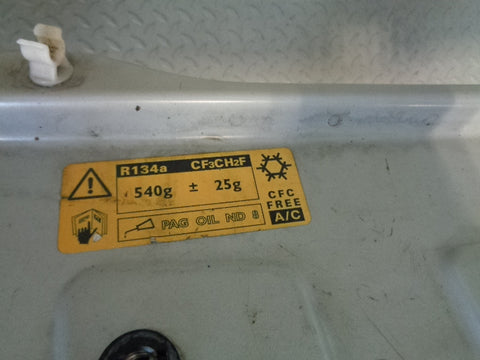 R134a CF3CH2F
540g ± 25g
CFC
FREE
A/C
PAG OIL ND 8